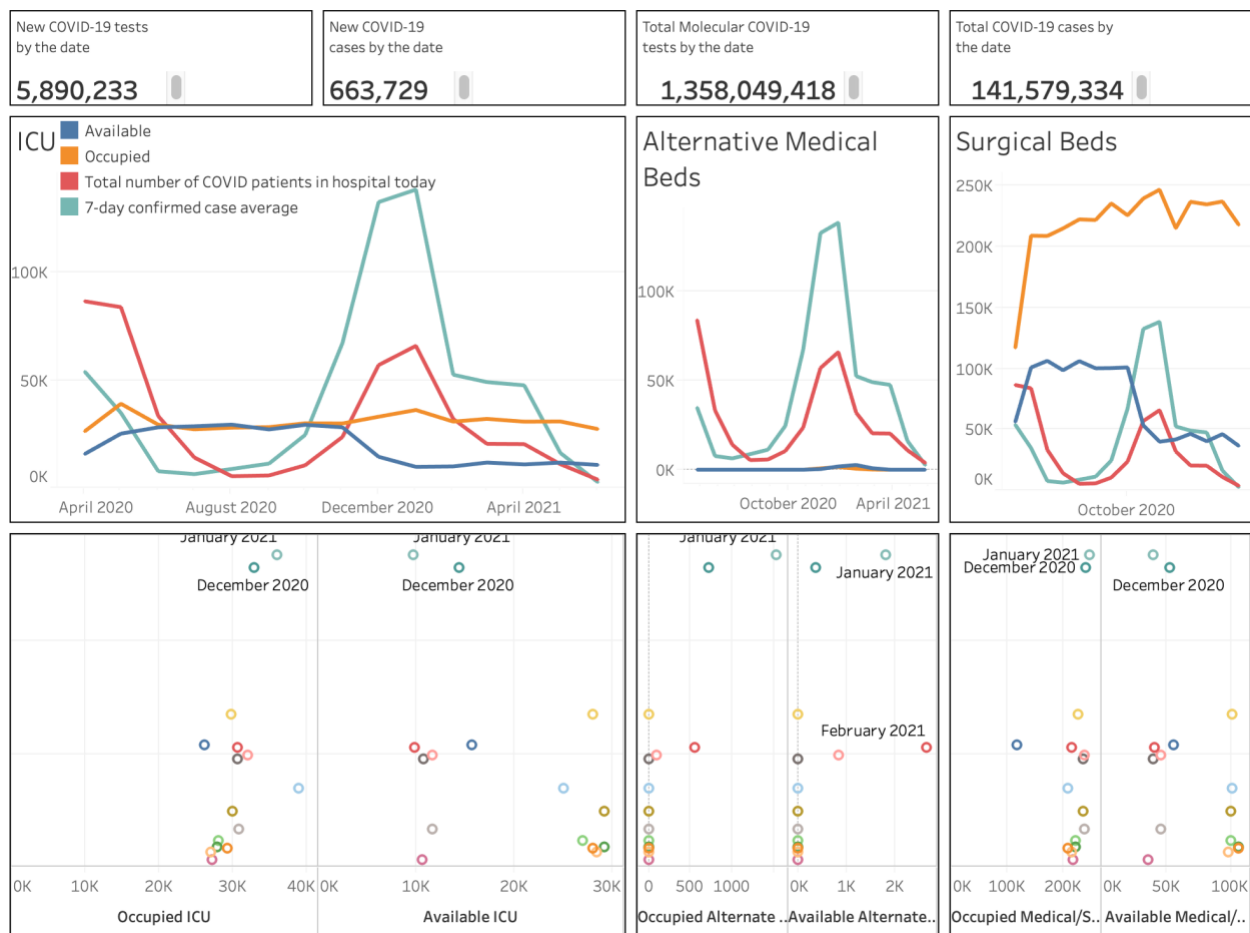 New COVID-19 tests
by the date
5,890,233
New COVID-19
cases by the date
663,729
Total Molecular COVID-19
tests by the date
1,358,049,418
Total COVID-19 cases by
the date
141,579,334
ICU
Available
Occupied
Total number of COVID patients in hospital today
7-day confirmed case average
100K
50K
0K
April 2020
August 2020
December 2020
April 2021
Alternative Medical
Beds
100K
50K
0K
October 2020
April 2021
Surgical Beds
250K
200K
150K
100K
50K
0K
October 2020
January 2021
December 2020
January 2021
December 2020
0K
10K
20K
30K
40K
10K
20K
30K
Occupied ICU
Available ICU
January 2021
January 2021
February 2021
0
500
1000
0K
1K
2K
Occupied Alternate ..
Available Alternate..
January 2021
December 2020
December 2020
0K
100K
200K
0K
50K
100K
Occupied Medical/S..
Available Medical/..